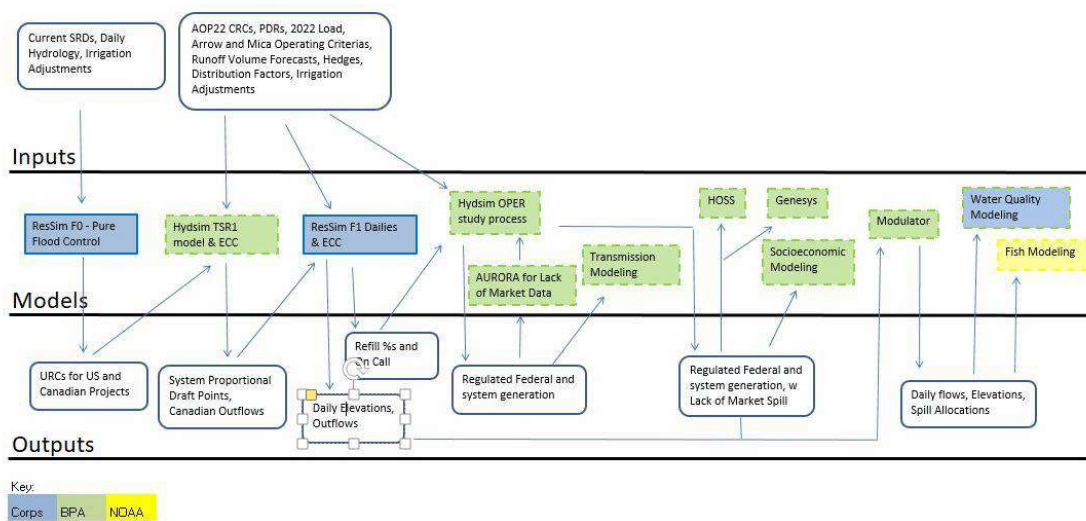 Current SRDs, Daily
Hydrology, Irrigation
Adjustments
AOP22 CRCs, PDRs, 2022 Load,
Arrow and Mica Operating Criterias,
Runoff Volume Forecasts, Hedges,
Distribution Factors, Irrigation
Adjustments
Inputs
ResSim F0 - Pure
Flood Control
Hydsim TSR1
model & ECC
ResSim F1 Dailies
& ECC
Hydsim OPER
study process
AURORA for Lack
of Market Data
Transmission
Modeling
HOSS
Genesys
Socioeconomic
Modeling
Modulator
Water Quality
Modeling
Fish Modeling
Models
URCs for US and
Canadian Projects
System Proportional
Draft Points,
Canadian Outflows
Refill %s and
On Call
Daily Elevations,
Outflows
Regulated Federal and
system generation
Regulated Federal and
system generation, w
Lack of Market Spill
Daily flows, Elevations,
Spill Allocations
Outputs
Key:
Corps BPA NOAA